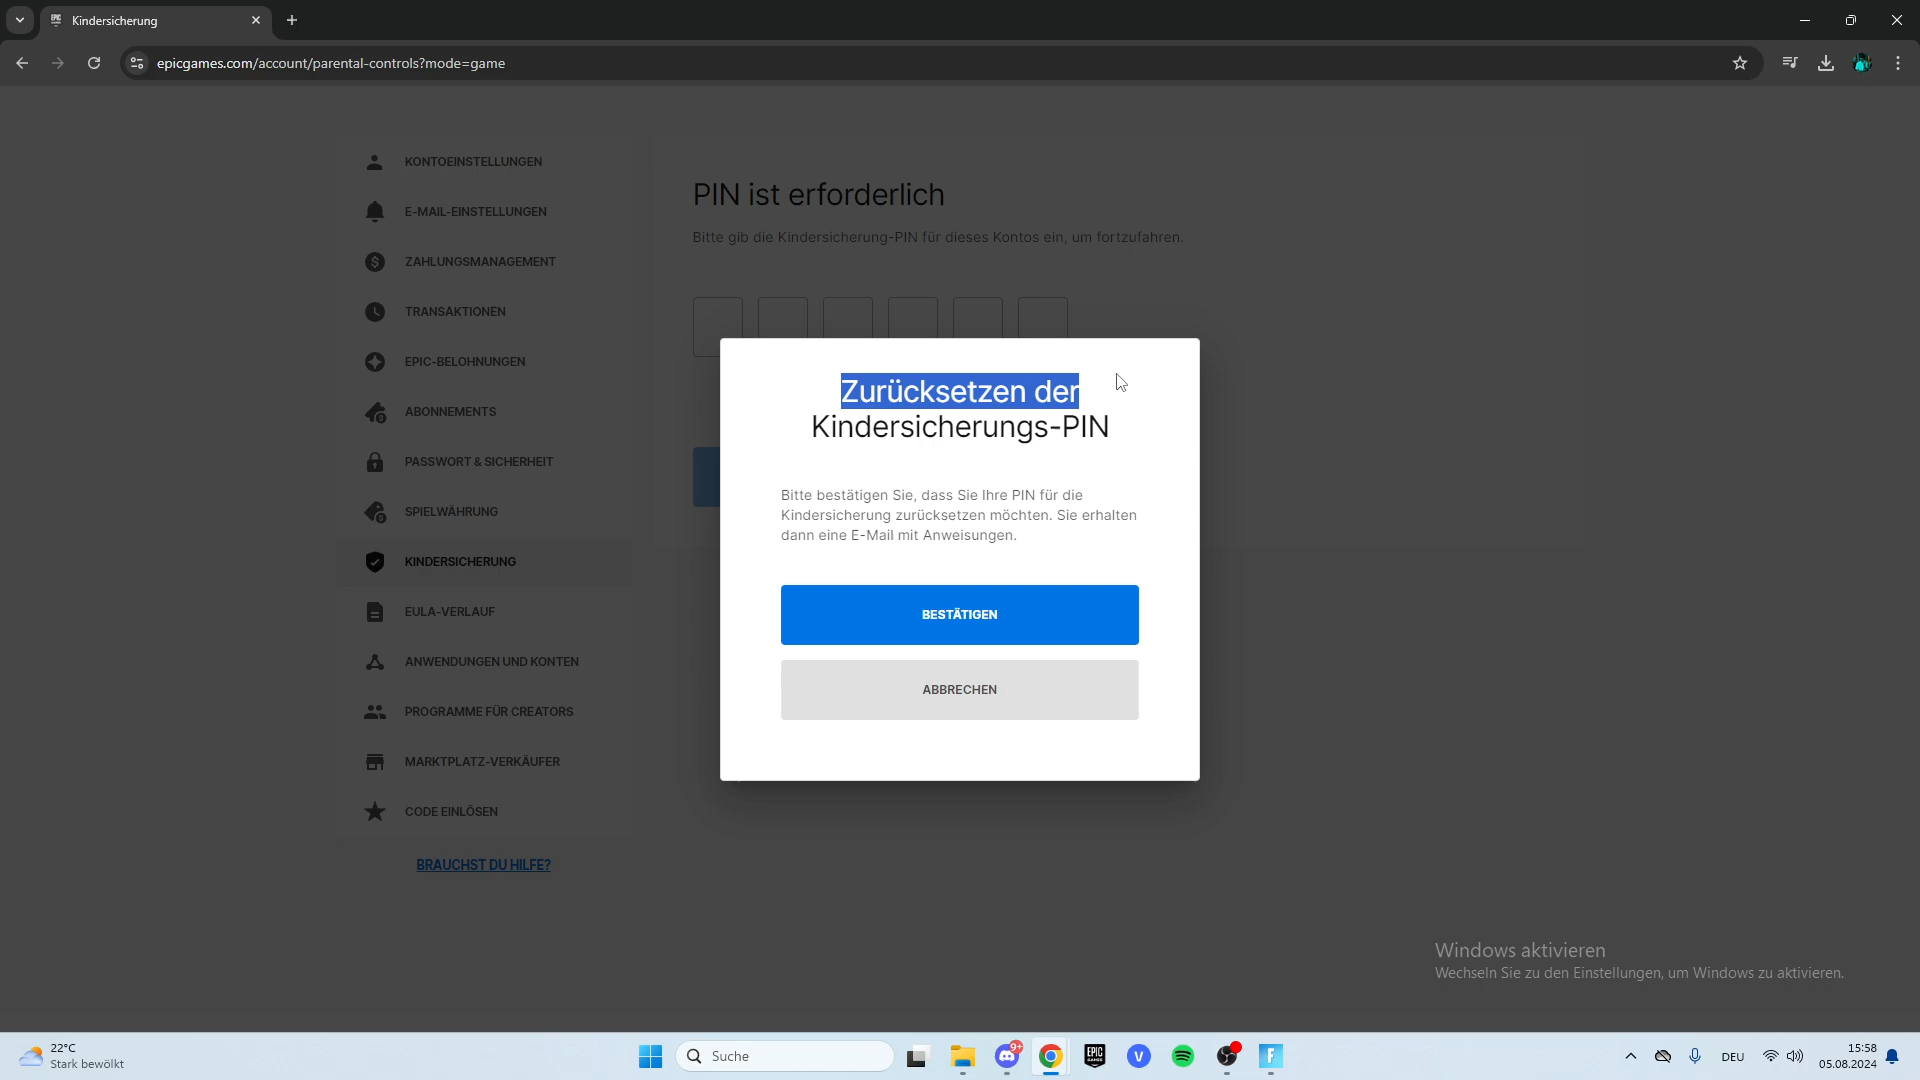 Kindersicherung
epicgames.com/account/parental-controls?mode=game
KONTOEINSTELLUNGEN
E-MAIL-EINSTELLUNGEN
ZAHLUNGSMANAGEMENT
TRANSAKTIONEN
EPIC-BELOHNUNGEN
ABONNEMENTS
PASSWORT & SICHERHEIT
SPIELWÄHRUNG
KINDERSICHERUNG
EULA-VERLAUF
ANWENDUNGEN UND KONTEN
PROGRAMME FÜR CREATORS
MARKTPLATZ-VERKÄUFER
CODE EINLÖSEN
BRAUCHST DU HILFE?
PIN ist erforderlich
Bitte gib die Kindersicherung-PIN für dieses Kontos ein, um fortzufahren.
Zurücksetzen der
Kindersicherungs-PIN
Bitte bestätigen Sie, dass Sie Ihre PIN für die
Kindersicherung zurücksetzen möchten. Sie erhalten
dann eine E-Mail mit Anweisungen.
BESTÄTIGEN
ABBRECHEN
Windows aktivieren
Wechseln Sie zu den Einstellungen, um Windows zu aktivieren.
22°C
Stark bewölkt
Suche
9+
EPIC
GAMES
V
F
DEU
15:58
05.08.2024